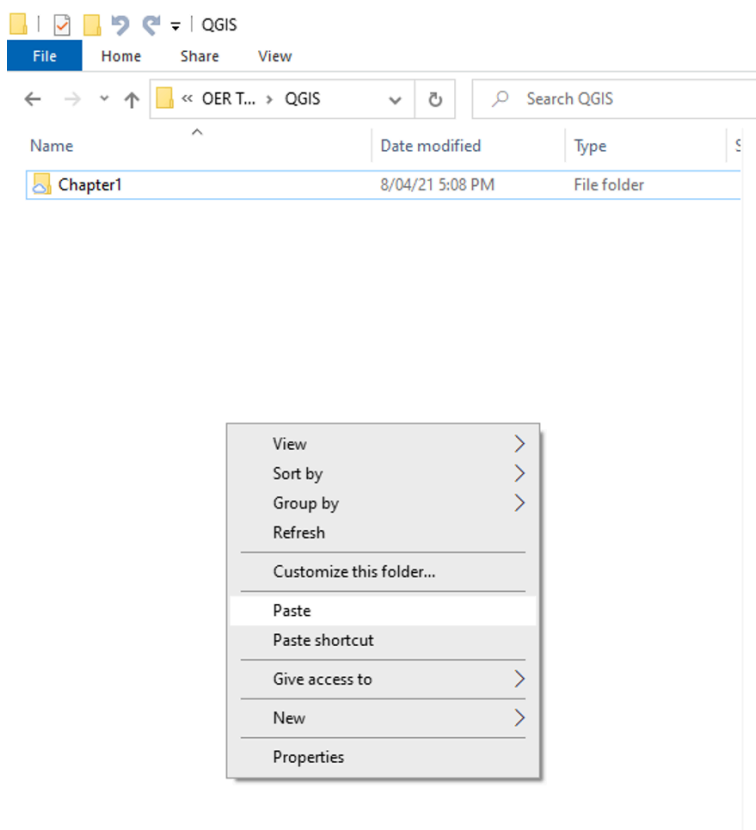 QGIS
File Home Share View
« OER T... > QGIS Search QGIS
Name Date modified Type S
Chapter1 8/04/21 5:08 PM File folder
View
Sort by
Group by
Refresh
Customize this folder...
Paste
Paste shortcut
Give access to
New
Properties